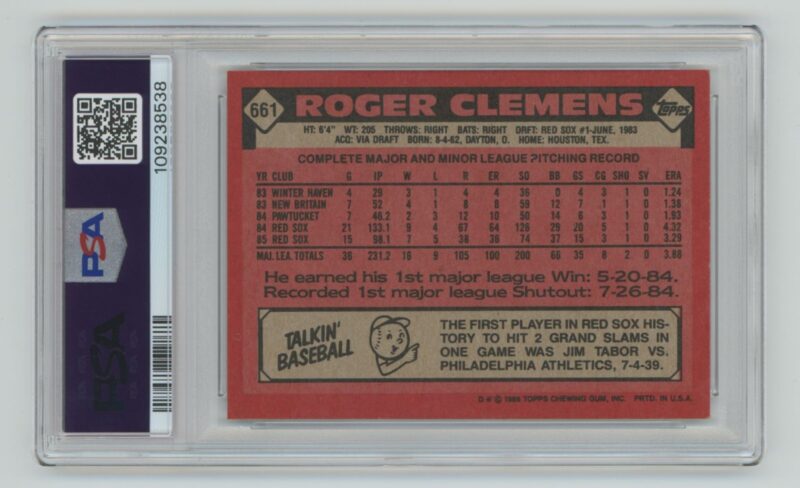 PSA
109238538
661 ROGER CLEMENS Topps
HT: 6'4" WT: 205 THROWS: RIGHT BATS: RIGHT DRFT: RED SOX #1-JUNE, 1983
ACQ: VIA DRAFT BORN: 8-4-62, DAYTON, O. HOME: HOUSTON, TEX.
COMPLETE MAJOR AND MINOR LEAGUE PITCHING RECORD
YR CLUB G IP W L R ER SO BB GS CG SHO SV ERA
83 WINTER HAVEN 4 29 3 1 4 4 36 0 4 3 1 0 1.24
83 NEW BRITAIN 7 52 4 1 8 8 59 12 7 1 1 0 1.38
84 PAWTUCKET 7 46.2 2 3 12 10 50 14 6 3 1 0 1.93
84 RED SOX 21 133.1 9 4 67 64 126 29 20 5 1 0 4.32
85 RED SOX 15 98.1 7 5 38 36 74 37 15 3 1 0 3.29
MAJ. LEA. TOTALS 36 231.2 16 9 105 100 200 66 35 8 2 0 3.88
He earned his 1st major league Win: 5-20-84.
Recorded 1st major league Shutout: 7-26-84.
TALKIN' BASEBALL
THE FIRST PLAYER IN RED SOX HIS-
TORY TO HIT 2 GRAND SLAMS IN
ONE GAME WAS JIM TABOR VS.
PHILADELPHIA ATHLETICS, 7-4-39.
D* © 1986 TOPPS CHEWING GUM, INC. PRTD. IN U.S.A.
PSA